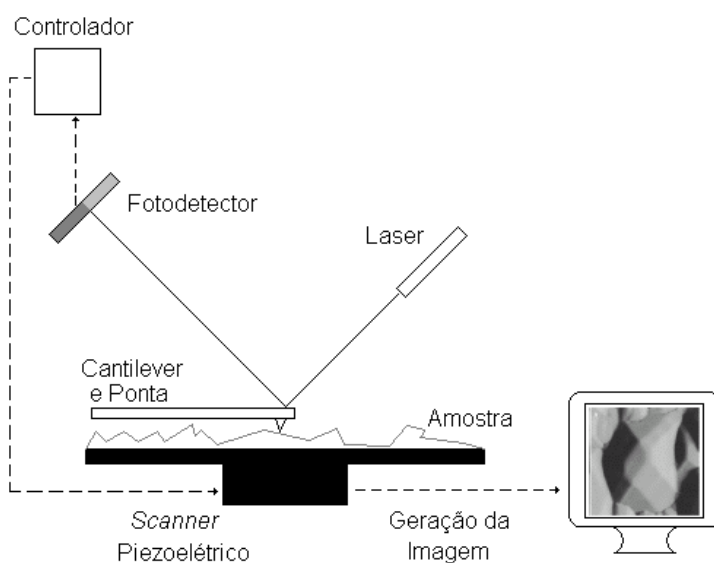 Controlador
Fotodetector
Laser
Cantilever
e Ponta
Amostra
Scanner
Piezoelétrico
Geração da
Imagem